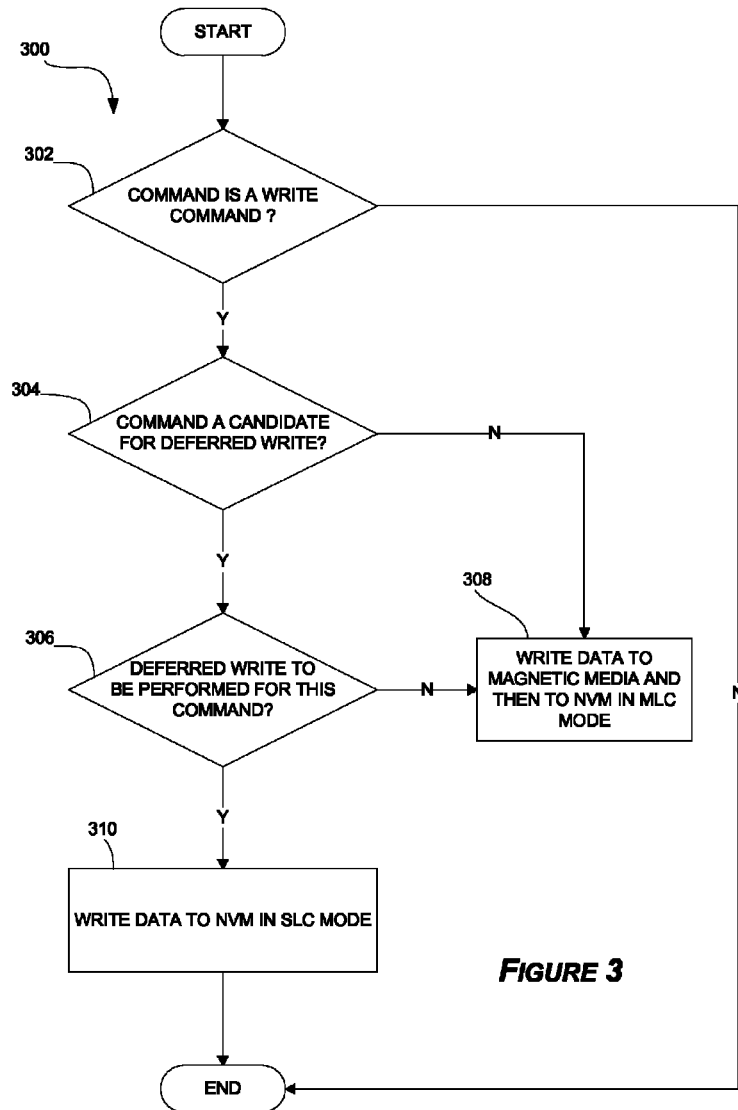 START
300
302
COMMAND IS A WRITE
COMMAND ?
Y
304
COMMAND A CANDIDATE
FOR DEFERRED WRITE?
N
Y
308
306
DEFERRED WRITE TO
BE PERFORMED FOR THIS
COMMAND?
N
WRITE DATA TO
MAGNETIC MEDIA AND
THEN TO NVM IN MLC
MODE
N
Y
310
WRITE DATA TO NVM IN SLC MODE
FIGURE 3
END